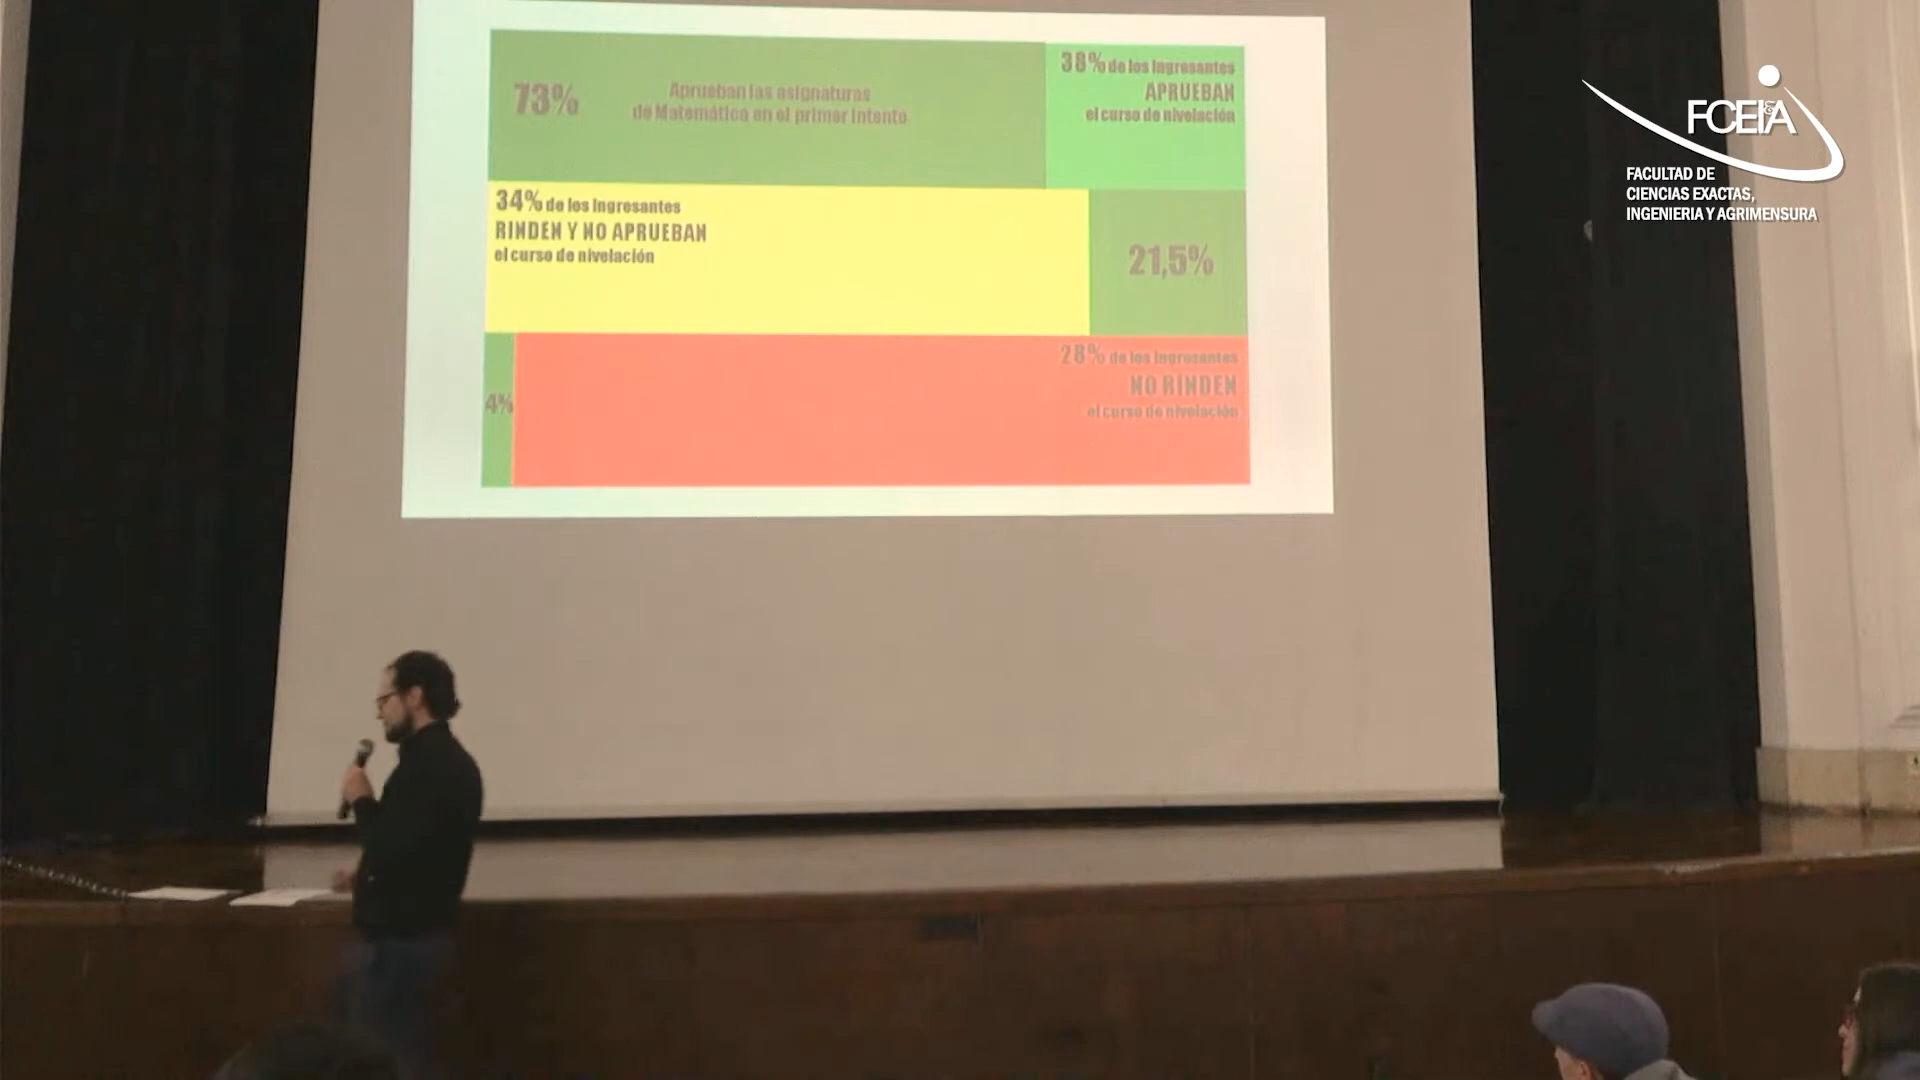 73%
Aprueban las asignaturas
de Matemática en el primer intento
38% de los Ingresantes
APRUEBAN
el curso de nivelación
34% de los Ingresantes
RINDEN Y NO APRUEBAN
el curso de nivelación
21,5%
4%
28% de los Ingresantes
NO RINDEN
el curso de nivelación
FCEIA
FACULTAD DE
CIENCIAS EXACTAS,
INGENIERIA Y AGRIMENSURA